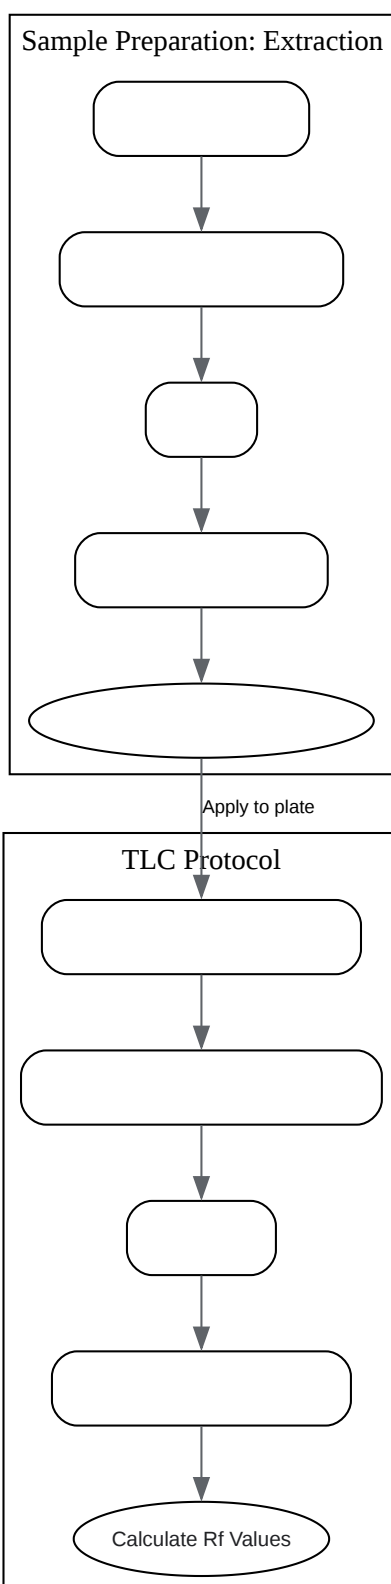 Sample Preparation: Extraction
Apply to plate
TLC Protocol
Calculate Rf Values